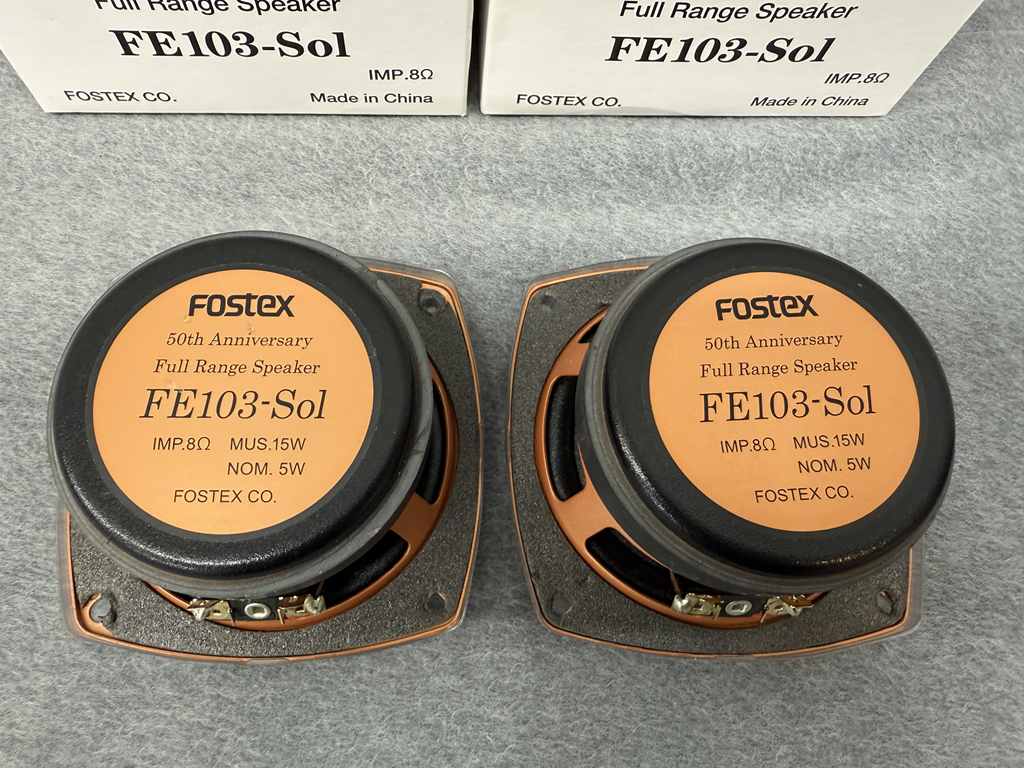 Full Range Speaker
FE103-Sol
IMP.8Ω
FOSTEX CO. Made in China
Full Range Speaker
FE103-Sol
IMP.8Ω
FOSTEX CO. Made in China
FOSTEX
50th Anniversary
Full Range Speaker
FE103-Sol
IMP.8Ω MUS.15W
NOM. 5W
FOSTEX CO.
FOSTEX
50th Anniversary
Full Range Speaker
FE103-Sol
IMP.8Ω MUS.15W
NOM. 5W
FOSTEX CO.